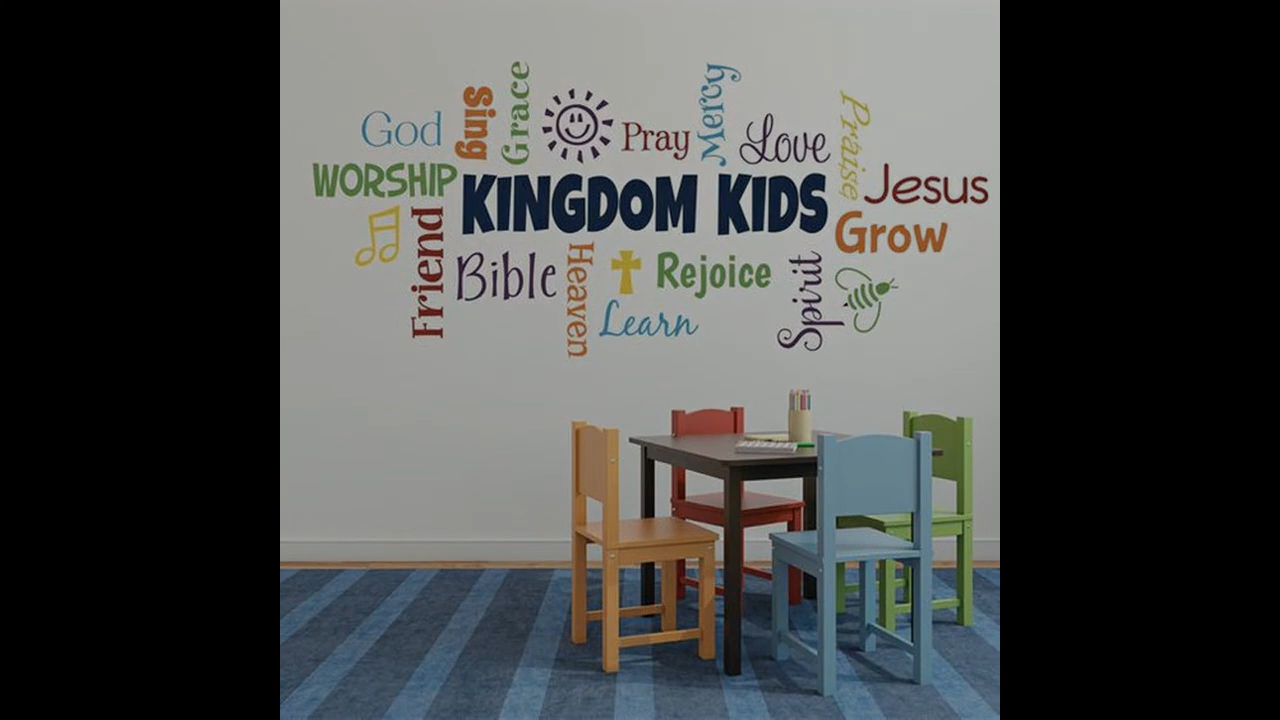 God
Sing
Grace
Pray
Mercy
Love
Praise
WORSHIP
KINGDOM KIDS
Jesus
Grow
Friend
Bible
Heaven
Rejoice
Learn
Spirit